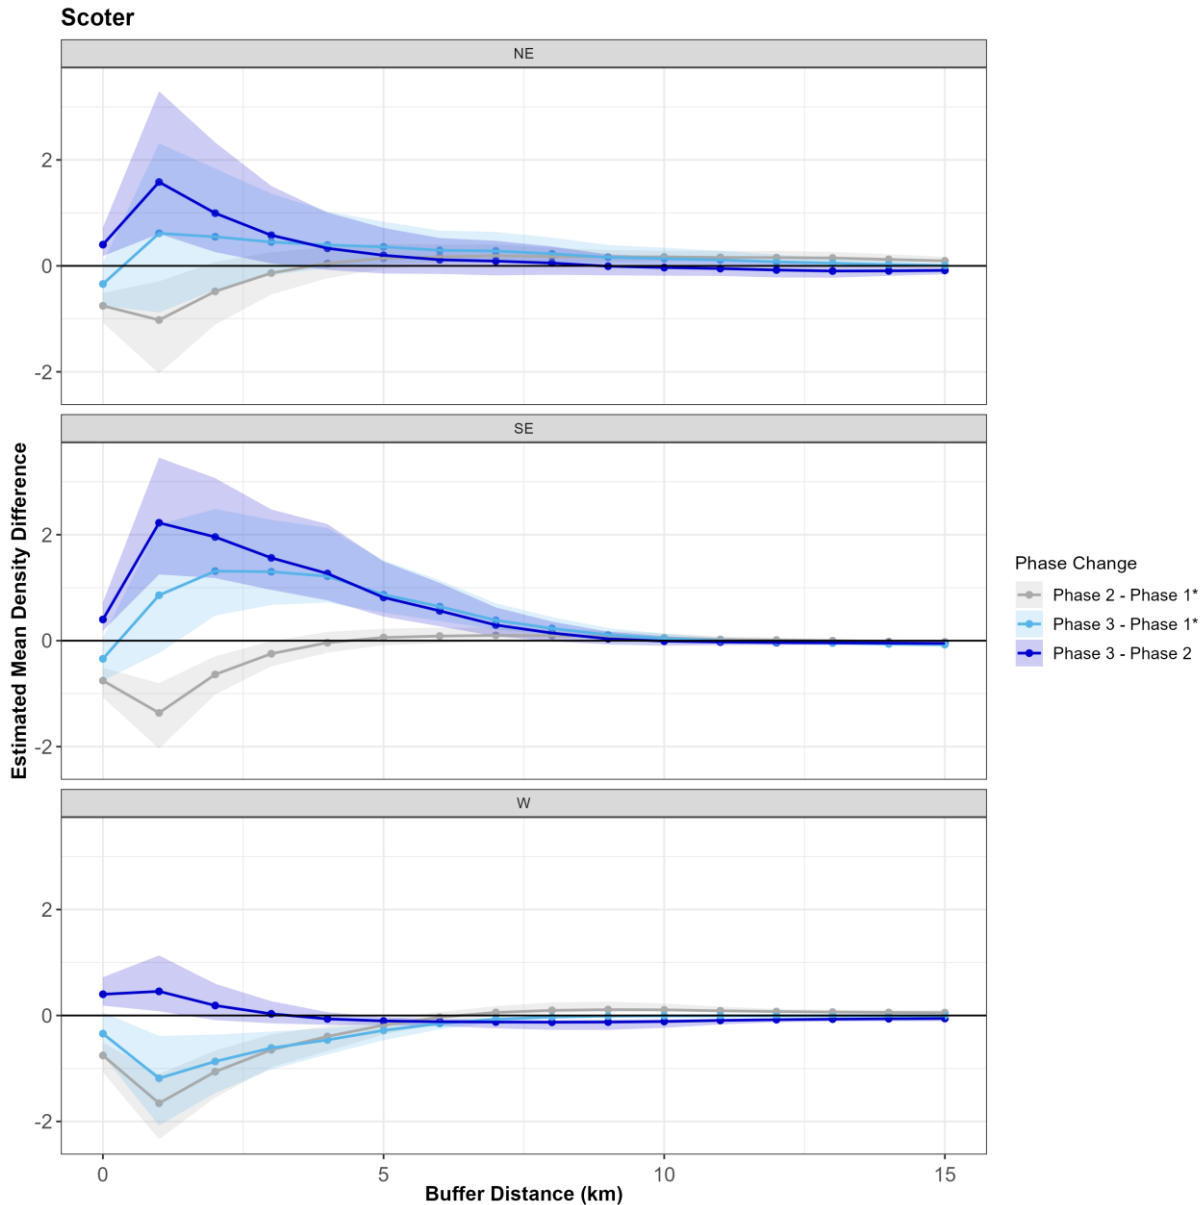 Scoter
NE
2
0
-2
SE
2
0
-2
W
2
0
-2
0 5 10 15
Buffer Distance (km)
Estimated Mean Density Difference
Phase Change
Phase 2 - Phase 1*
Phase 3 - Phase 1*
Phase 3 - Phase 2